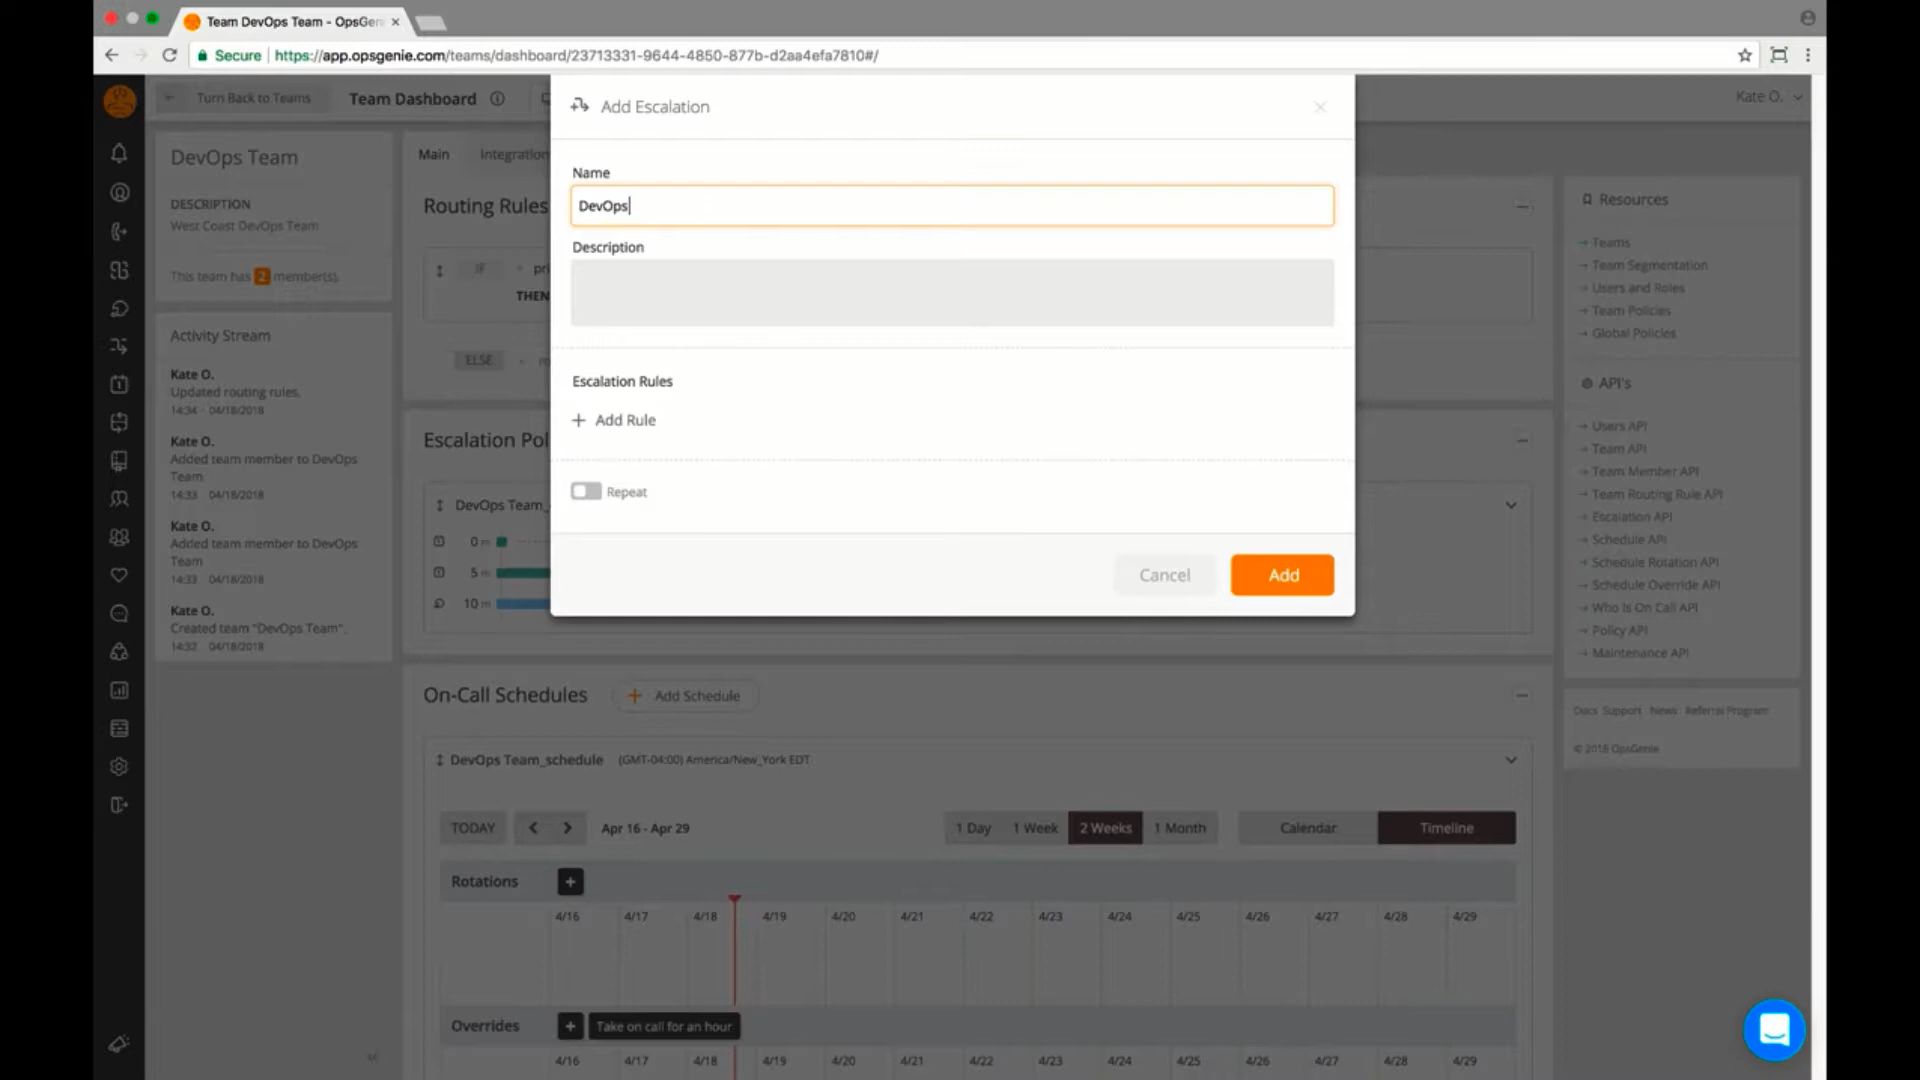 Team DevOps Team - OpsGen
Secure https://app.opsgenie.com/teams/dashboard/23713331-9644-4850-877b-d2aa4efa7810#/
Turn Back to Teams
Team Dashboard
Kate O.
DevOps Team
DESCRIPTION
West Coast DevOps Team
This team has 2 member(s).
Activity Stream
Kate O.
Updated routing rules.
14:34 04/18/2018
Kate O.
Added team member to DevOps
Team
14:33 04/18/2018
Kate O.
Added team member to DevOps
Team
14:33 04/18/2018
Kate O.
Created team "DevOps Team".
14:32 04/18/2018
Main Integration
Routing Rules
IF pri
THEN
ELSE ro
Escalation Pol
DevOps Team_
0 m
5 m
10 m
Add Escalation
Name
DevOps
Description
Escalation Rules
+ Add Rule
Repeat
Cancel
Add
On-Call Schedules
+ Add Schedule
DevOps Team_schedule (GMT-04:00) America/New_York EDT
TODAY < > Apr 16 - Apr 29
1 Day 1 Week 2 Weeks 1 Month
Calendar Timeline
Rotations +
4/16 4/17 4/18 4/19 4/20 4/21 4/22 4/23 4/24 4/25 4/26 4/27 4/28 4/29
Overrides + Take on call for an hour
4/16 4/17 4/18 4/19 4/20 4/21 4/22 4/23 4/24 4/25 4/26 4/27 4/28 4/29
Resources
→ Teams
→ Team Segmentation
→ Users and Roles
→ Team Policies
→ Global Policies
API's
→ Users API
→ Team API
→ Team Member API
→ Team Routing Rule API
→ Escalation API
→ Schedule API
→ Schedule Rotation API
→ Schedule Override API
→ Who Is On Call API
→ Policy API
→ Maintenance API
Docs Support News Referral Program
© 2018 OpsGenie